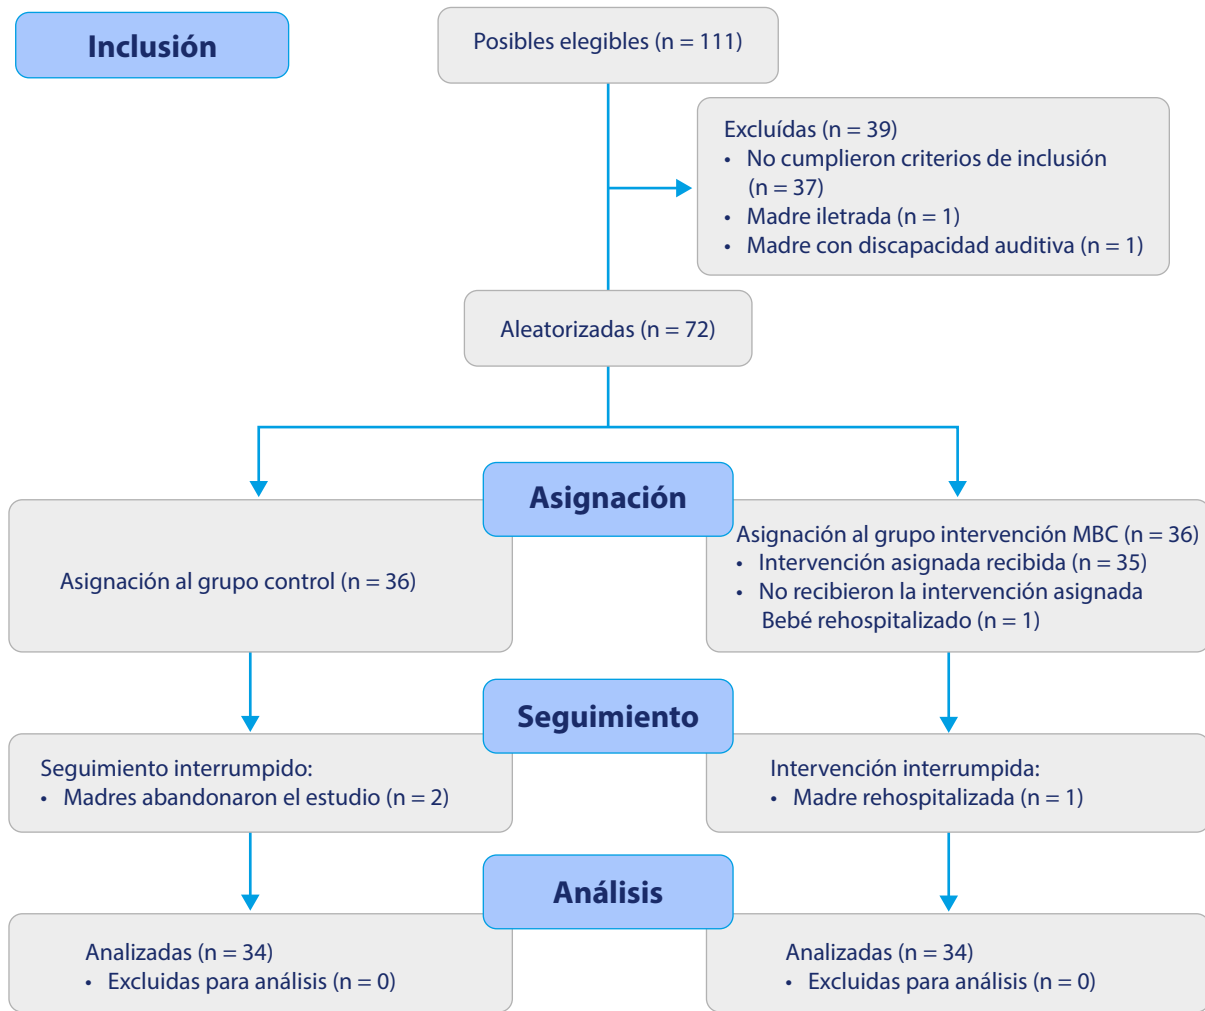 Inclusión
Posibles elegibles (n = 111)
Excluídas (n = 39)
• No cumplieron criterios de inclusión
(n = 37)
• Madre iletrada (n = 1)
• Madre con discapacidad auditiva (n = 1)
Aleatorizadas (n = 72)
Asignación
Asignación al grupo control (n = 36)
Asignación al grupo intervención MBC (n = 36)
• Intervención asignada recibida (n = 35)
• No recibieron la intervención asignada
Bebé rehospitalizado (n = 1)
Seguimiento
Seguimiento interrumpido:
• Madres abandonaron el estudio (n = 2)
Intervención interrumpida:
• Madre rehospitalizada (n = 1)
Análisis
Analizadas (n = 34)
• Excluidas para análisis (n = 0)
Analizadas (n = 34)
• Excluidas para análisis (n = 0)